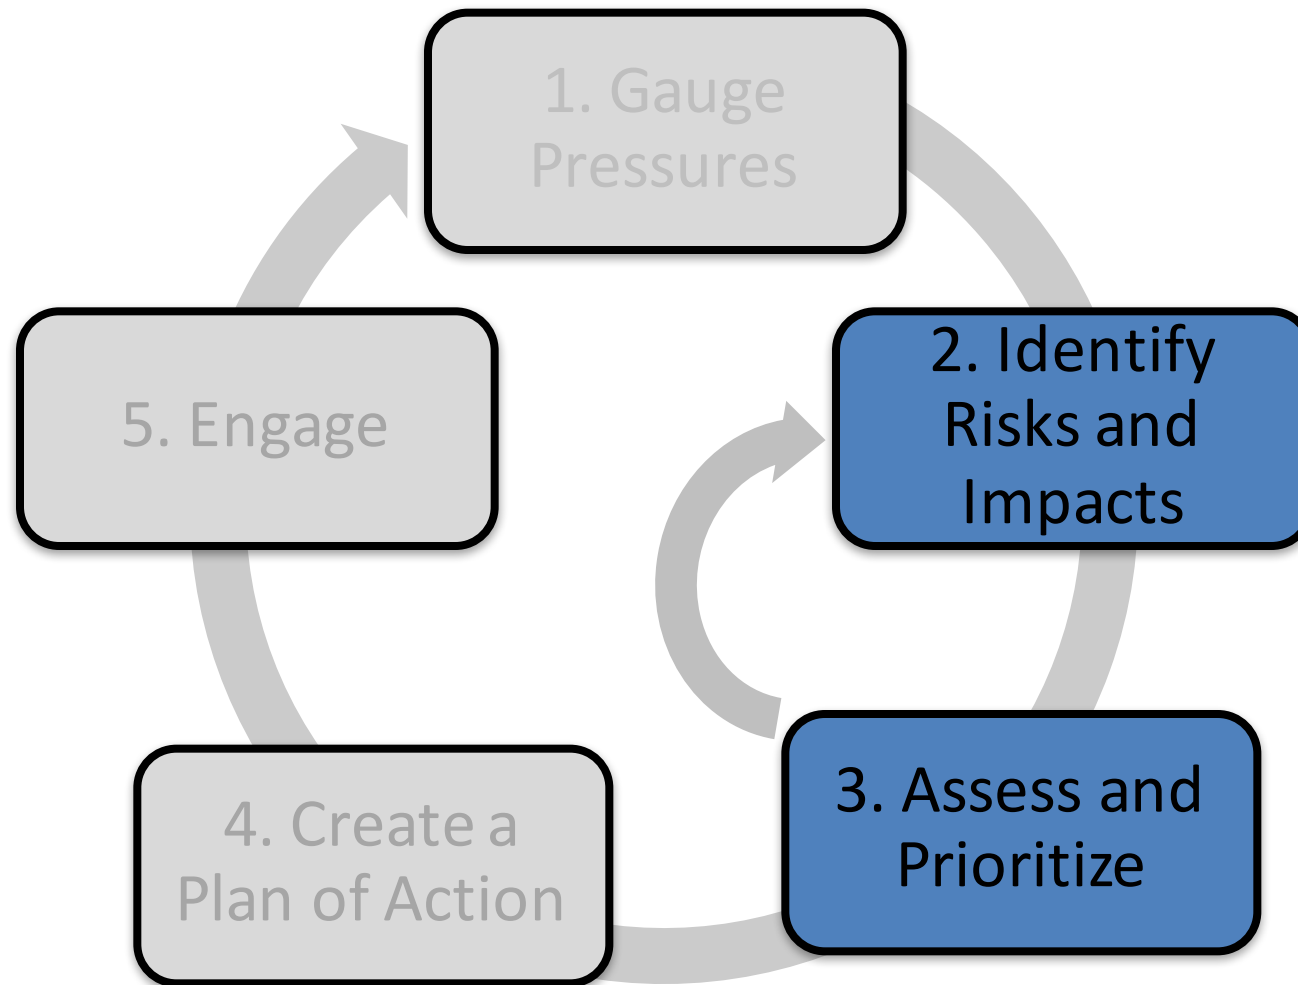 1. Gauge
Pressures
2. Identify
Risks and
Impacts
3. Assess and
Prioritize
4. Create a
Plan of Action
5. Engage